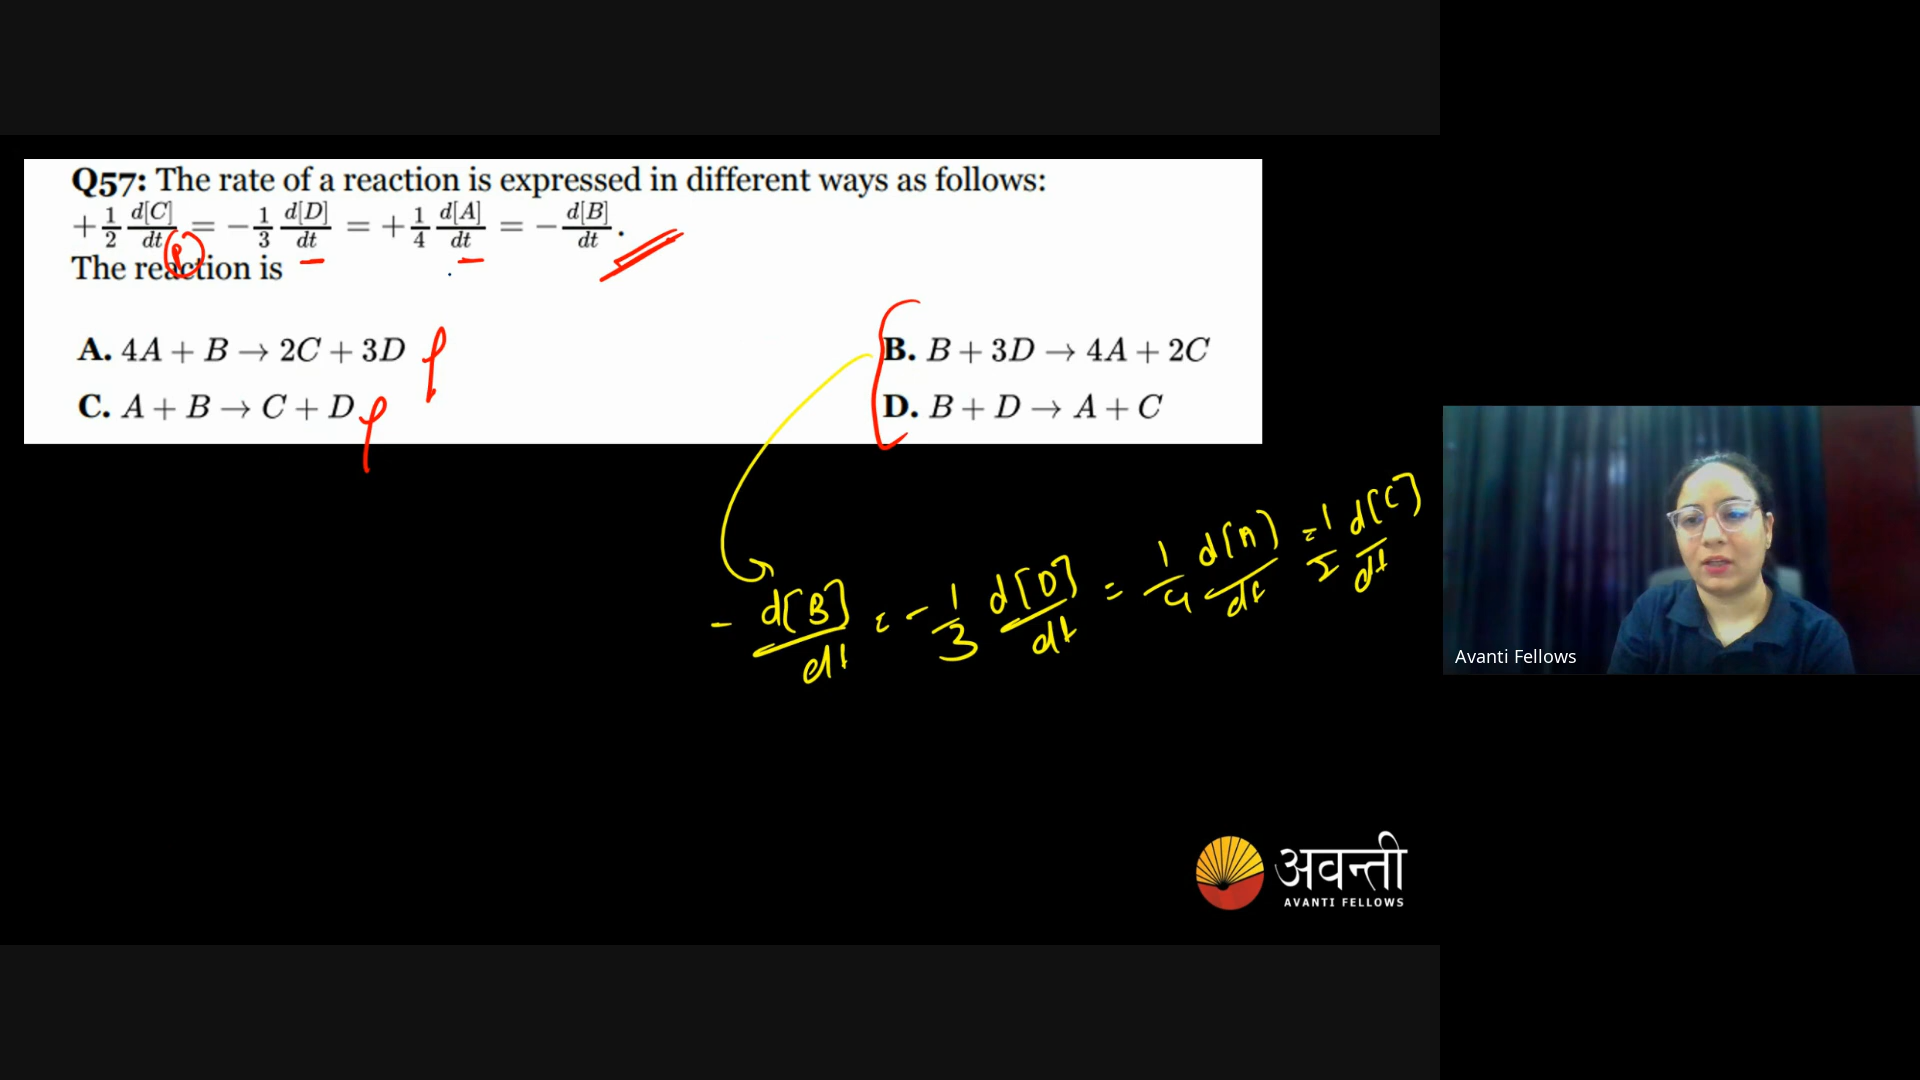 Q57: The rate of a reaction is expressed in different ways as follows:
+1/2 d[C]/dt = −1/3 d[D]/dt = +1/4 d[A]/dt = − d[B]/dt.
The reaction is
A. 4A + B → 2C + 3D
B. B + 3D → 4A + 2C
C. A + B → C + D
D. B + D → A + C
- d[B]/dt = - 1/3 d[D]/dt = 1/4 d[A]/dt = 1/2 d[C]/dt
Avanti Fellows
अवन्ती
AVANTI FELLOWS